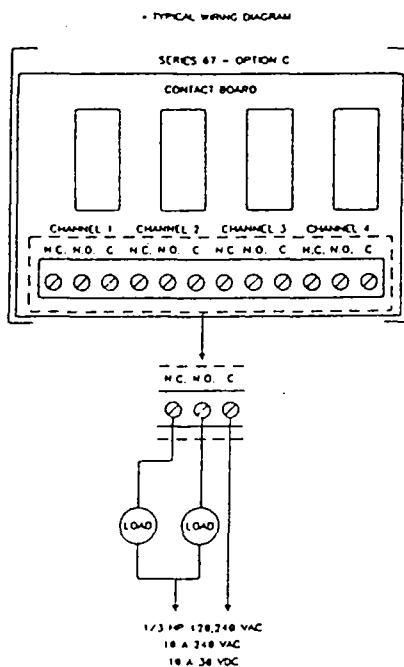 - TYPICAL WIRING DIAGRAM
SERIES 67 - OPTION C
CONTACT BOARD
CHANNEL 1 CHANNEL 2 CHANNEL 3 CHANNEL 4
N.C. N.O. C N.C. N.O. C N.C. N.O. C N.C. N.O. C
N.C. N.O. C
LOAD LOAD
1/3 HP 120,240 VAC
10 A 240 VAC
10 A 30 VDC